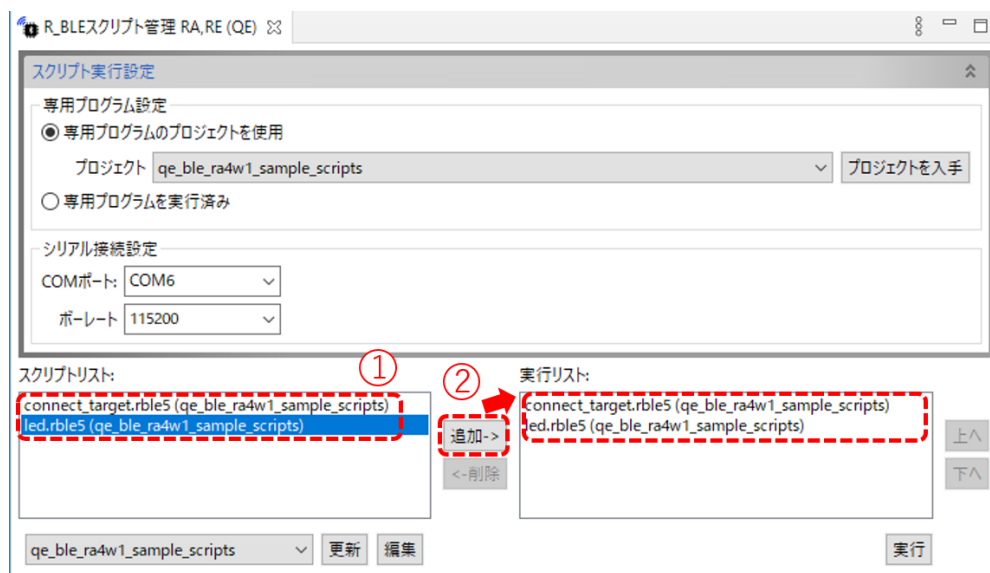 R_BLEスクリプト管理 RA,RE (QE)
スクリプト実行設定
専用プログラム設定
専用プログラムのプロジェクトを使用
プロジェクト qe_ble_ra4w1_sample_scripts プロジェクトを入手
専用プログラムを実行済み
シリアル接続設定
COMポート: COM6
ボーレート 115200
スクリプトリスト: ① ② 実行リスト:
connect_target.rble5 (qe_ble_ra4w1_sample_scripts) connect_target.rble5 (qe_ble_ra4w1_sample_scripts)
led.rble5 (qe_ble_ra4w1_sample_scripts) 追加-> led.rble5 (qe_ble_ra4w1_sample_scripts) 上へ
<-削除 下へ
qe_ble_ra4w1_sample_scripts 更新 編集 実行